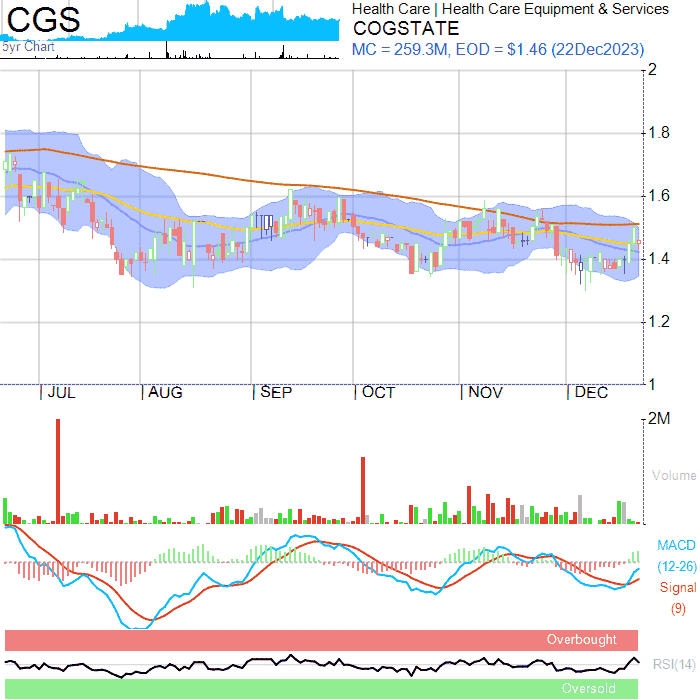 CGS
5yr Chart
Health Care | Health Care Equipment & Services
COGSTATE
MC = 259.3M, EOD = $1.46 (22Dec2023)
2
1.8
1.6
1.4
1.2
1
JUL AUG SEP OCT NOV DEC
2M
Volume
MACD
(12-26)
Signal
(9)
Overbought
RSI(14)
Oversold